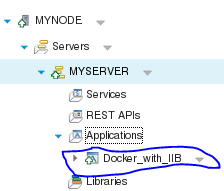 MYNODE
Servers
MYSERVER
Services
REST APIs
Applications
Docker_with_IIB
Libraries